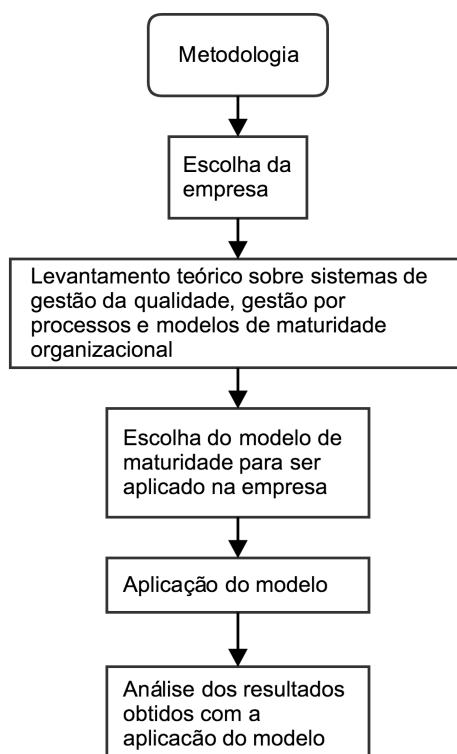 Metodologia
Escolha da
empresa
Levantamento teórico sobre sistemas de
gestão da qualidade, gestão por
processos e modelos de maturidade
organizacional
Escolha do modelo de
maturidade para ser
aplicado na empresa
Aplicação do modelo
Análise dos resultados
obtidos com a
aplicação do modelo